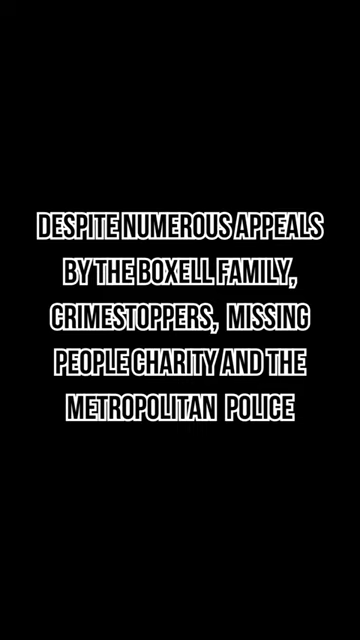 DESPITE NUMEROUS APPEALS
BY THE BOXELL FAMILY,
CRIMESTOPPERS, MISSING
PEOPLE CHARITY AND THE
METROPOLITAN POLICE